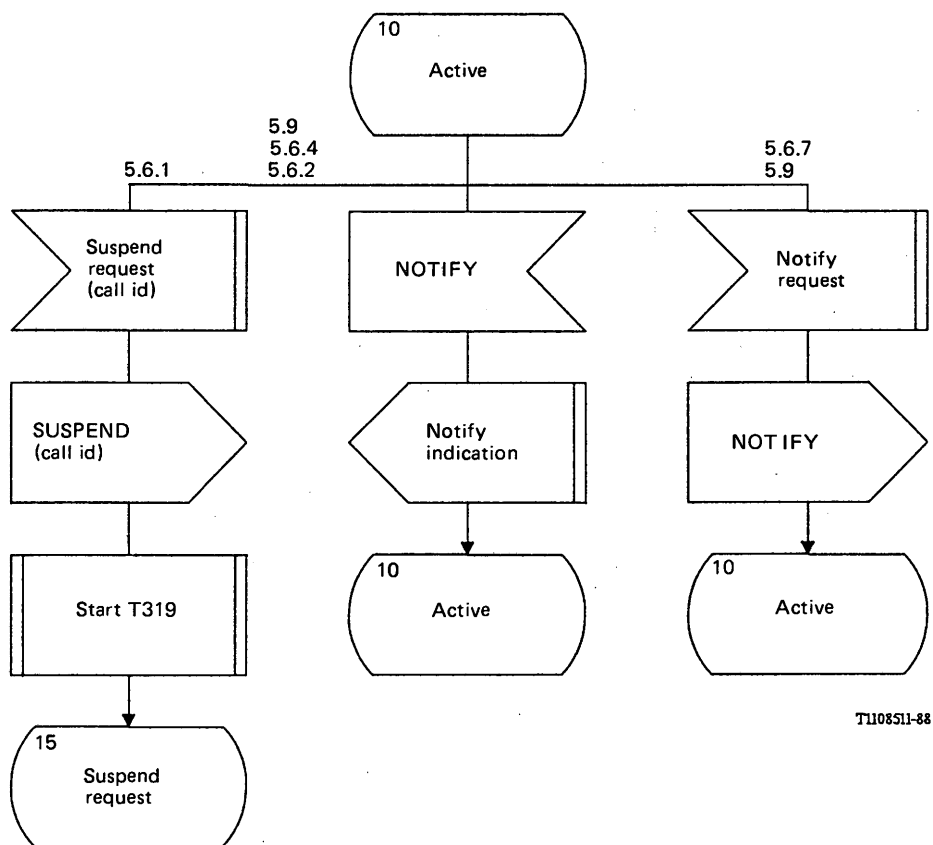 10
Active
5.9
5.6.4
5.6.2
5.6.1
5.6.7
5.9
Suspend
request
(call id)
NOTIFY
Notify
request
SUSPEND
(call id)
Notify
indication
NOTIFY
Start T319
10
Active
10
Active
T1108511-88
15
Suspend
request